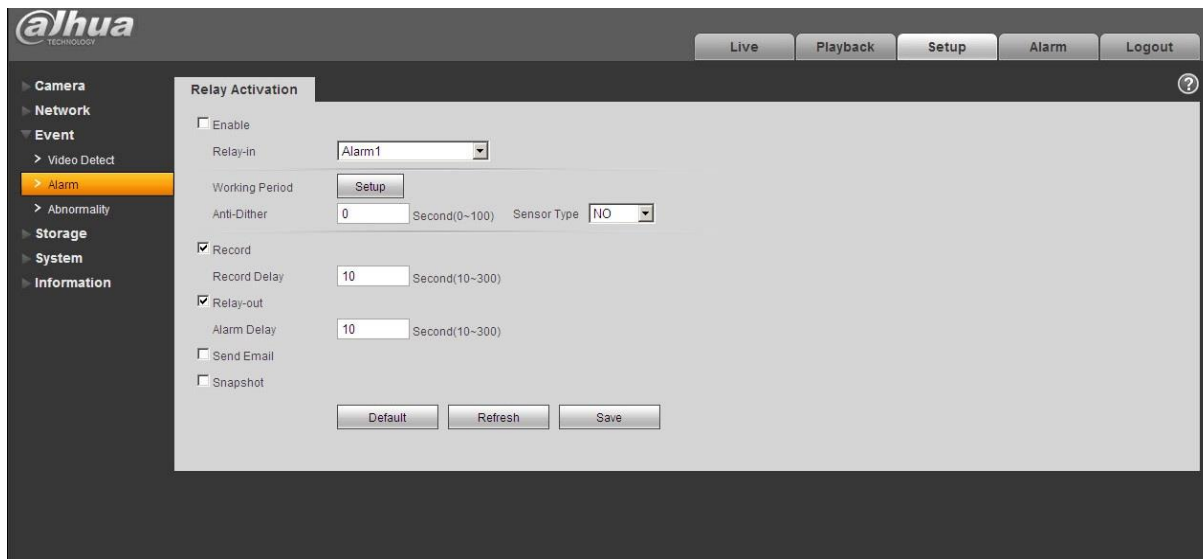 alhua
TECHNOLOGY
Live Playback Setup Alarm Logout
Camera
Network
Event
> Video Detect
> Alarm
> Abnormality
Storage
System
Information
Relay Activation
?
Enable
Relay-in Alarm1
Working Period Setup
Anti-Dither 0 Second(0~100) Sensor Type NO
Record
Record Delay 10 Second(10~300)
Relay-out
Alarm Delay 10 Second(10~300)
Send Email
Snapshot
Default Refresh Save